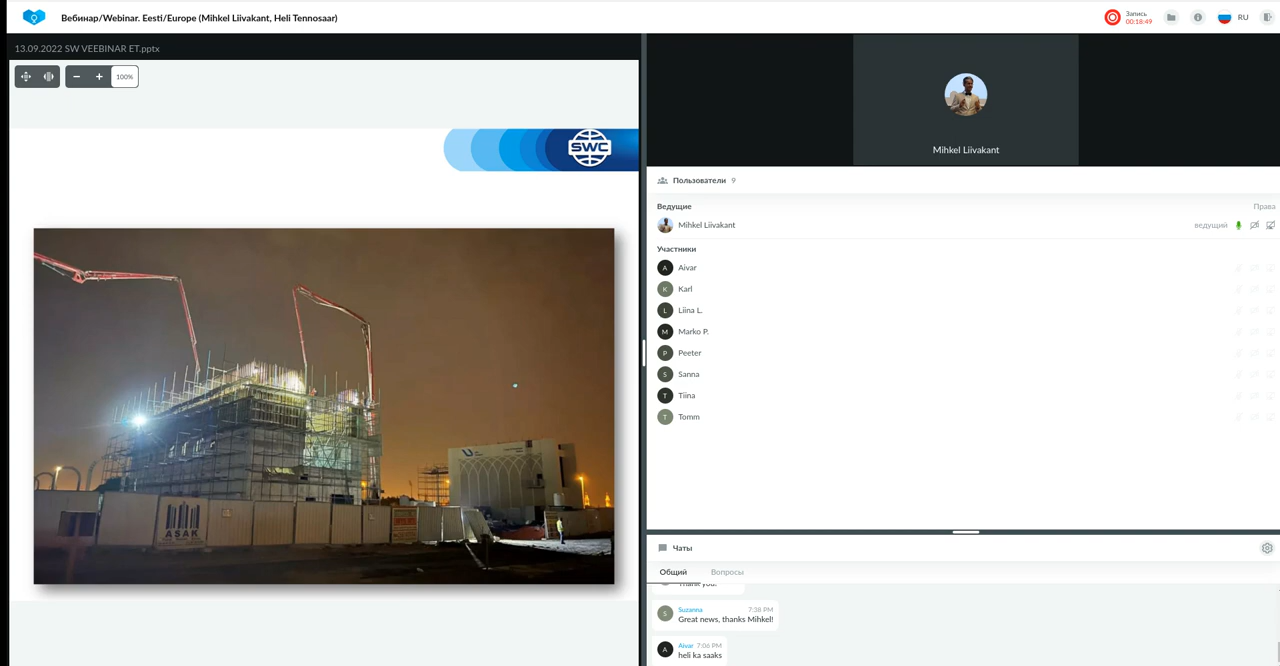 Вебинар/Webinar. Eesti/Europe (Mihkel Liivakant, Heli Tennosaar)
Запись
00:18:49
RU
13.09.2022 SW VEEBINAR ET.pptx
100%
SWC
ASAK
Mihkel Liivakant
Пользователи 9
Ведущие
Права
Mihkel Liivakant
ведущий
Участники
A Aivar
K Karl
L Liina L.
M Marko P.
P Peeter
S Sanna
T Tiina
T Tomm
Чаты
Общий
Вопросы
Thank you!
S
Suzanna 7:38 PM
Great news, thanks Mihkel!
A
Aivar 7:06 PM
heli ka saaks